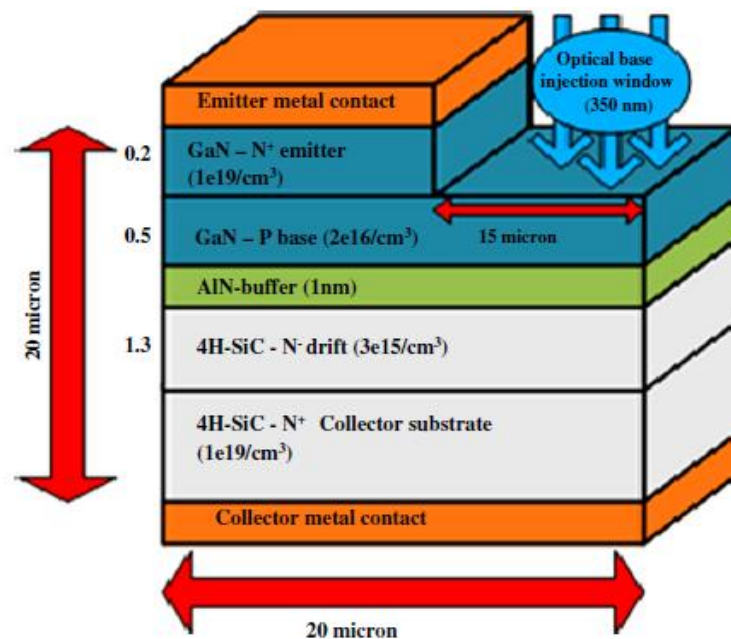 Optical base
injection window
(350 nm)
Emitter metal contact
0.2
GaN – N⁺ emitter
(1e19/cm³)
0.5
GaN – P base (2e16/cm³)
15 micron
AlN-buffer (1nm)
20 micron
1.3
4H-SiC - N⁻ drift (3e15/cm³)
4H-SiC - N⁺ Collector substrate
(1e19/cm³)
Collector metal contact
20 micron